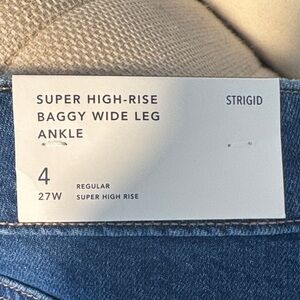 SUPER HIGH-RISE STRIGID
BAGGY WIDE LEG
ANKLE
4 REGULAR
27W SUPER HIGH RISE